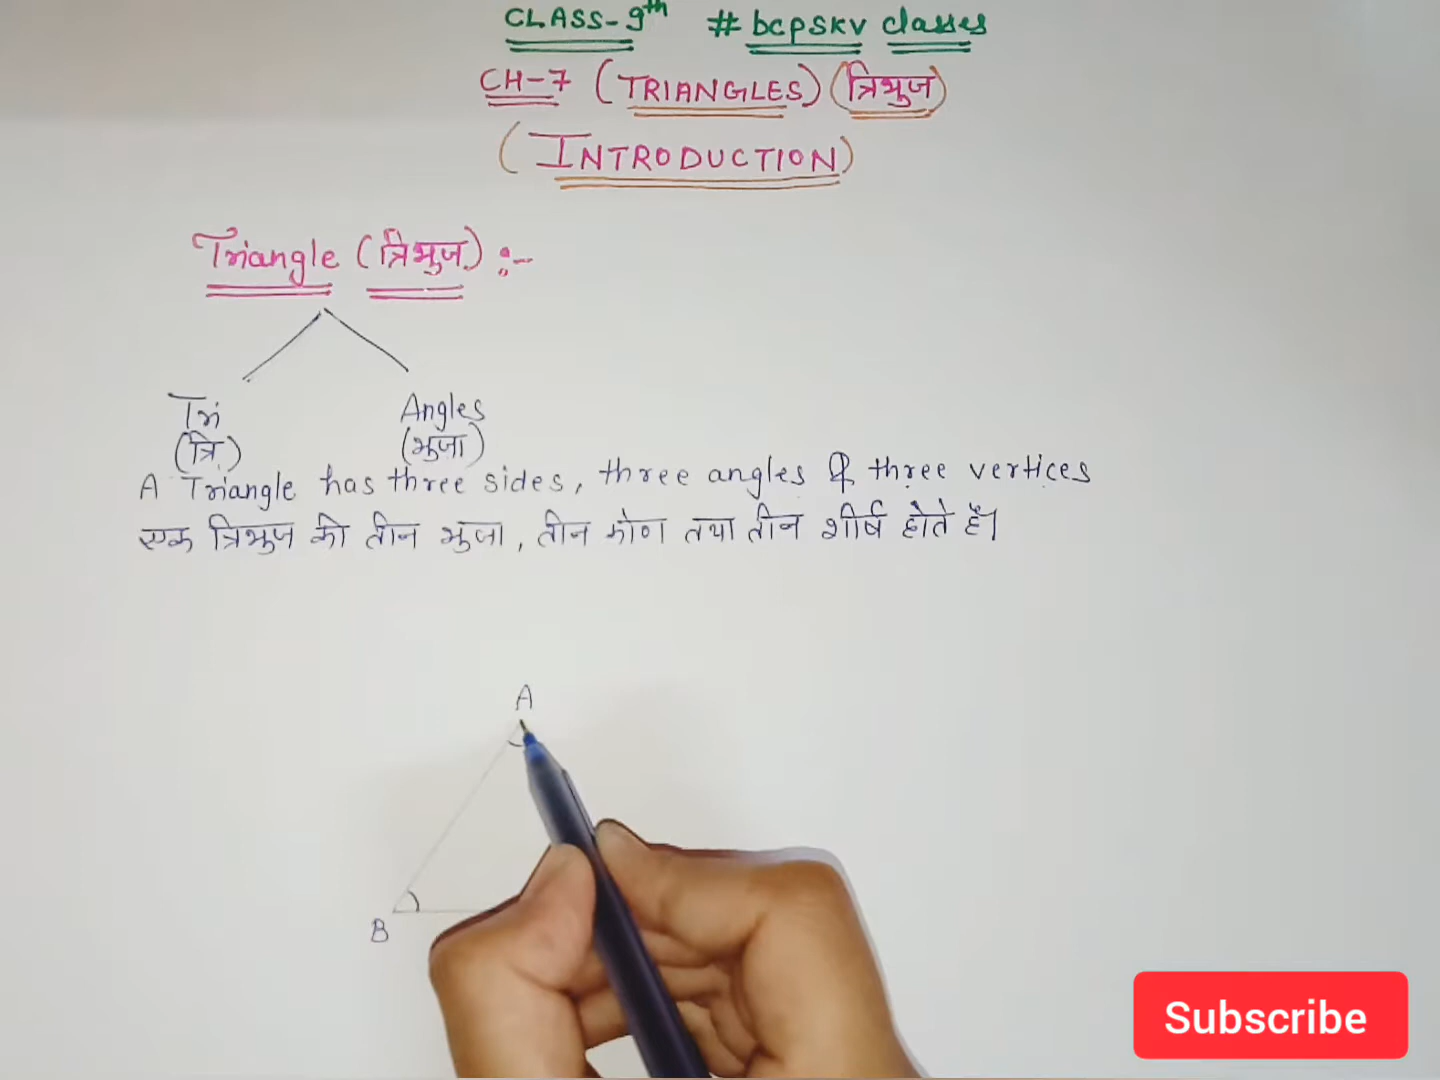 CLASS-9th # bcpskv classes
CH-7 (TRIANGLES) (त्रिभुज)
(INTRODUCTION)
Triangle (त्रिभुज) :-
Tri Angles
(त्रि) (भुजा)
A Triangle has three sides, three angles & three vertices
एक त्रिभुज की तीन भुजा, तीन कोण तथा तीन शीर्ष होते हैं।
A
B
Subscribe